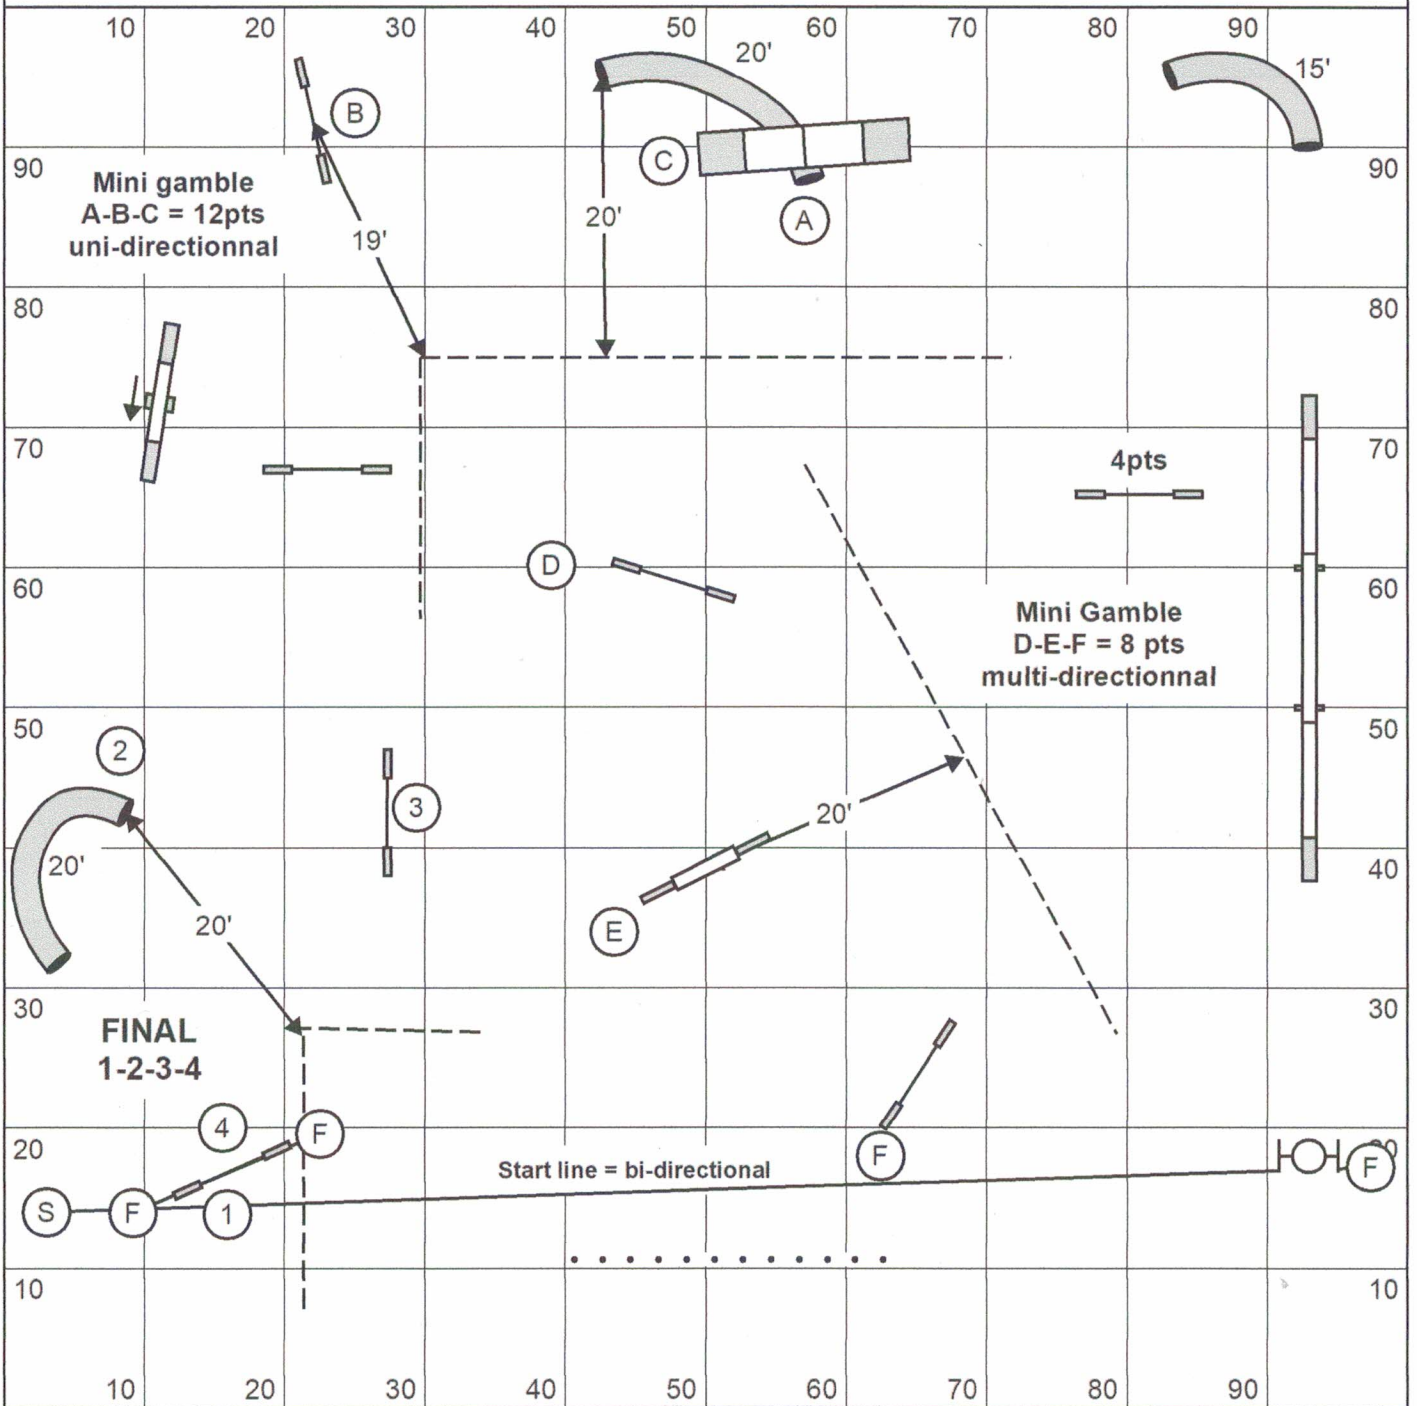 10 20 30 40 50 60 70 80 90
20'
15'
B
90 C 90
Mini gamble
A-B-C = 12pts
uni-directionnal
A
20'
19'
80 80
70 70
4pts
D
60 60
Mini Gamble
D-E-F = 8 pts
multi-directionnal
50 50
2
3
20'
20'
40
20'
E
30 30
FINAL
1-2-3-4
4 F
20
F
Start line = bi-directional
F
S F 1
10 10
10 20 30 40 50 60 70 80 90